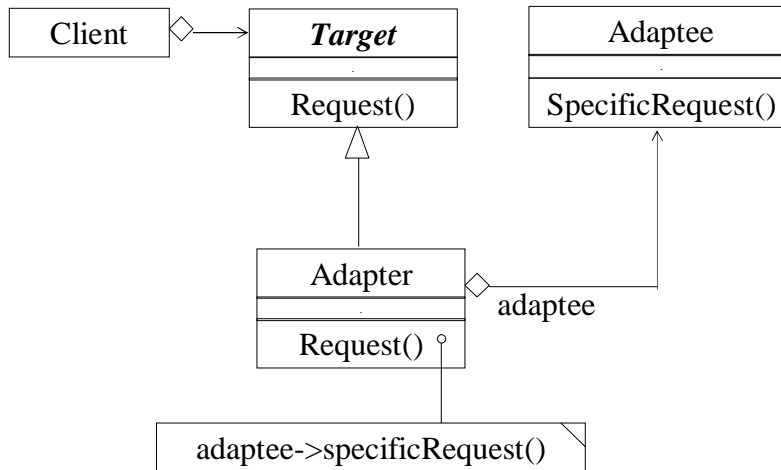 Client
Target
Adaptee
Request()
SpecificRequest()
Adapter
adaptee
Request()
adaptee->specificRequest()